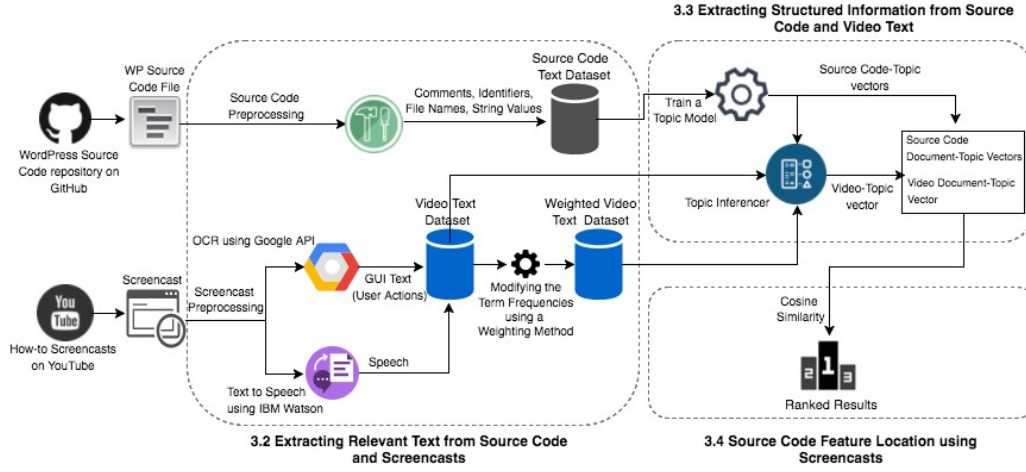 3.3 Extracting Structured Information from Source
Code and Video Text
WP Source
Code File
Source Code
Preprocessing
Comments, Identifiers,
File Names, String Values
Source Code
Text Dataset
Train a
Topic Model
Source Code-Topic
vectors
WordPress Source
Code repository on
GitHub
Source Code
Document-Topic Vectors
Video Document-Topic
Vector
Topic Inferencer
Video-Topic
vector
Video Text
Dataset
Weighted Video
Text Dataset
OCR using Google API
GUI Text
(User Actions)
Modifying the
Term Frequencies
using a
Weighting Method
Screencast
Screencast
Preprocessing
You
Tube
How-to Screencasts
on YouTube
Speech
Text to Speech
using IBM Watson
Cosine
Similarity
2 1 3
Ranked Results
3.2 Extracting Relevant Text from Source Code
and Screencasts
3.4 Source Code Feature Location using
Screencasts